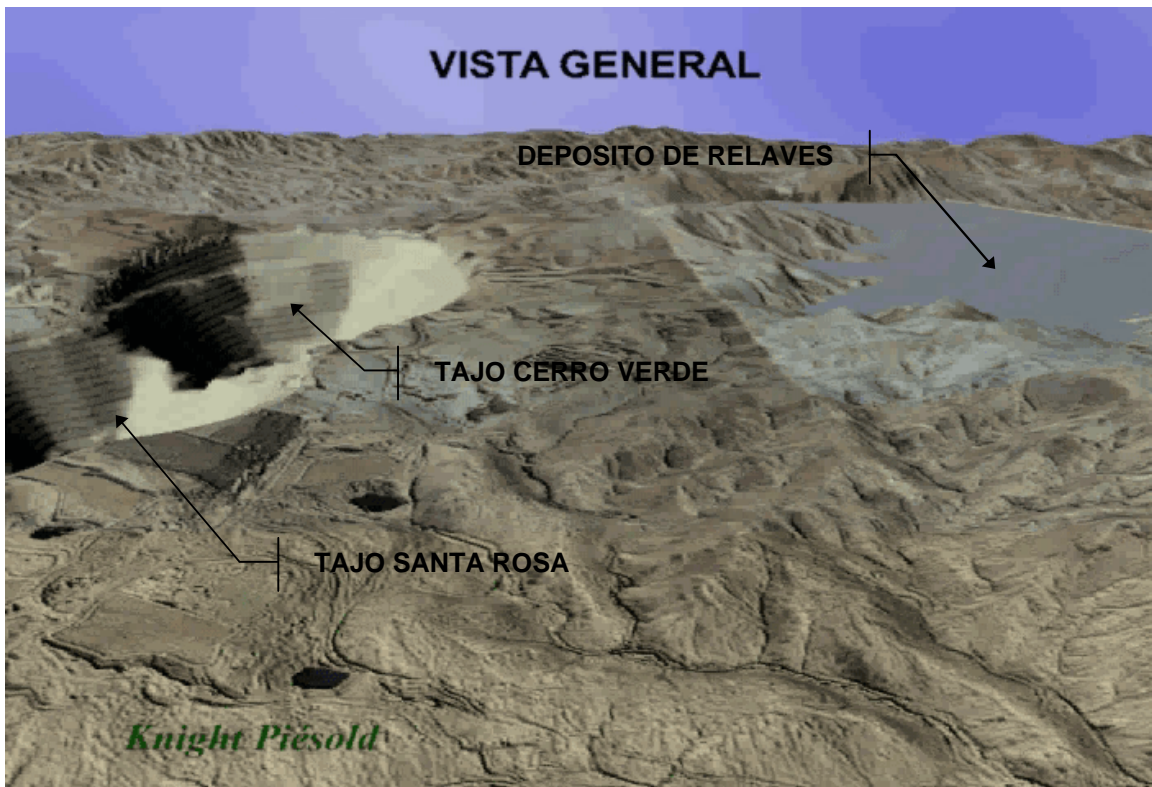 VISTA GENERAL
DEPOSITO DE RELAVES
TAJO CERRO VERDE
TAJO SANTA ROSA
Knight Piésold